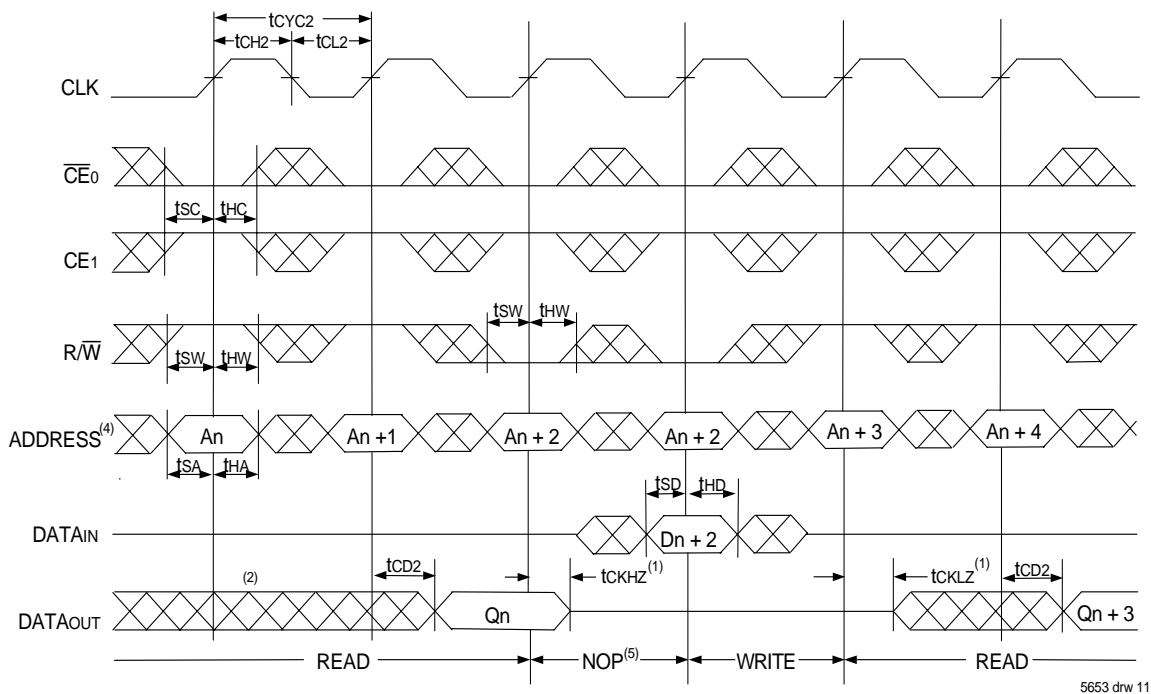 tCYC2
tCH2 tCL2
CLK
CE0
tSC tHC
CE1
tSW tHW
R/W
tSW tHW
ADDRESS(4) An An +1 An + 2 An + 2 An + 3 An + 4
tSA tHA
tSD tHD
DATAIN Dn + 2
tCD2 tCKHZ(1) tCKLZ(1) tCD2
(2)
DATAOUT Qn Qn + 3
READ NOP(5) WRITE READ
5653 drw 11